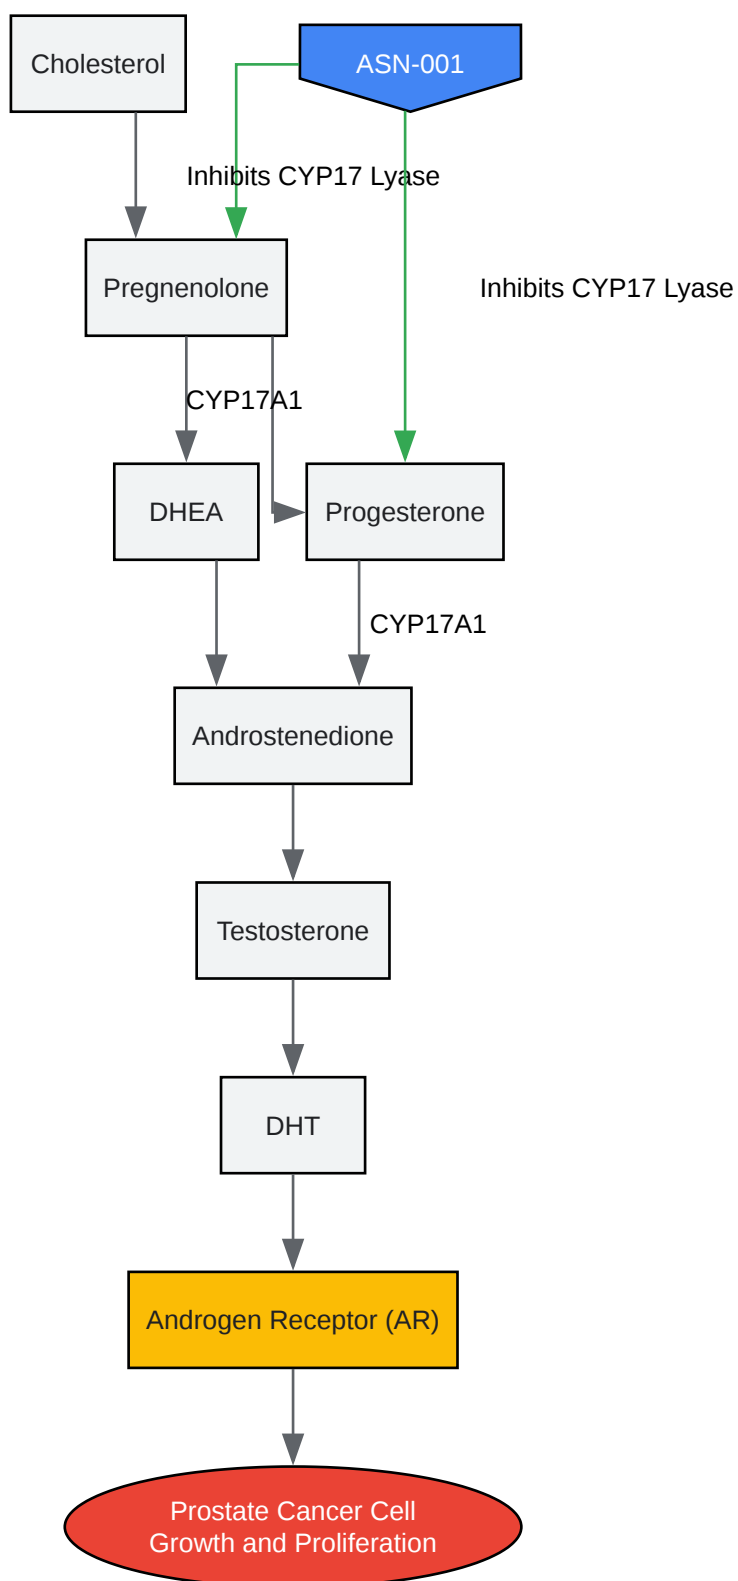 Cholesterol
ASN-001
Inhibits CYP17 Lyase
Pregnenolone
Inhibits CYP17 Lyase
CYP17A1
DHEA
Progesterone
CYP17A1
Androstenedione
Testosterone
DHT
Androgen Receptor (AR)
Prostate Cancer Cell
Growth and Proliferation